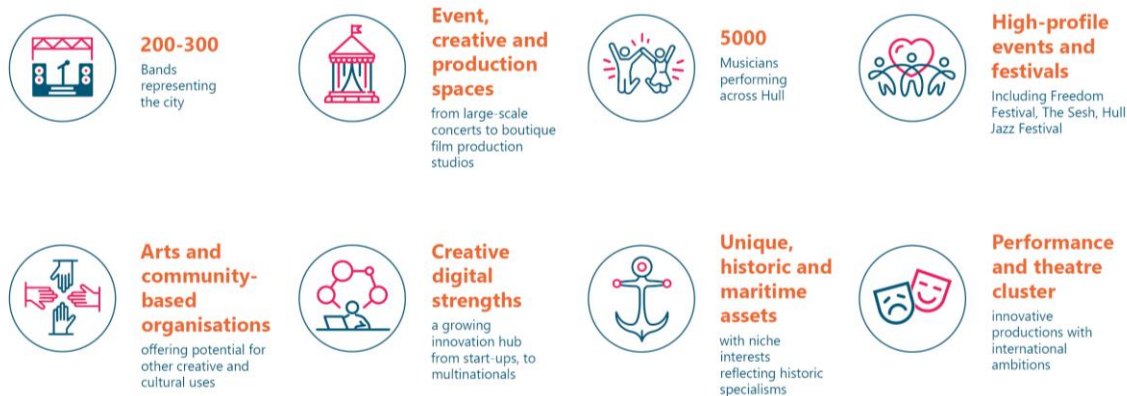 200-300
Bands
representing
the city
Event,
creative and
production
spaces
from large-scale
concerts to boutique
film production
studios
5000
Musicians
performing
across Hull
High-profile
events and
festivals
Including Freedom
Festival, The Sesh, Hull
Jazz Festival
Arts and
community-
based
organisations
offering potential for
other creative and
cultural uses
Creative
digital
strengths
a growing
innovation hub
from start-ups, to
multinationals
Unique,
historic and
maritime
assets
with niche
interests
reflecting historic
specialisms
Performance
and theatre
cluster
innovative
productions with
international
ambitions